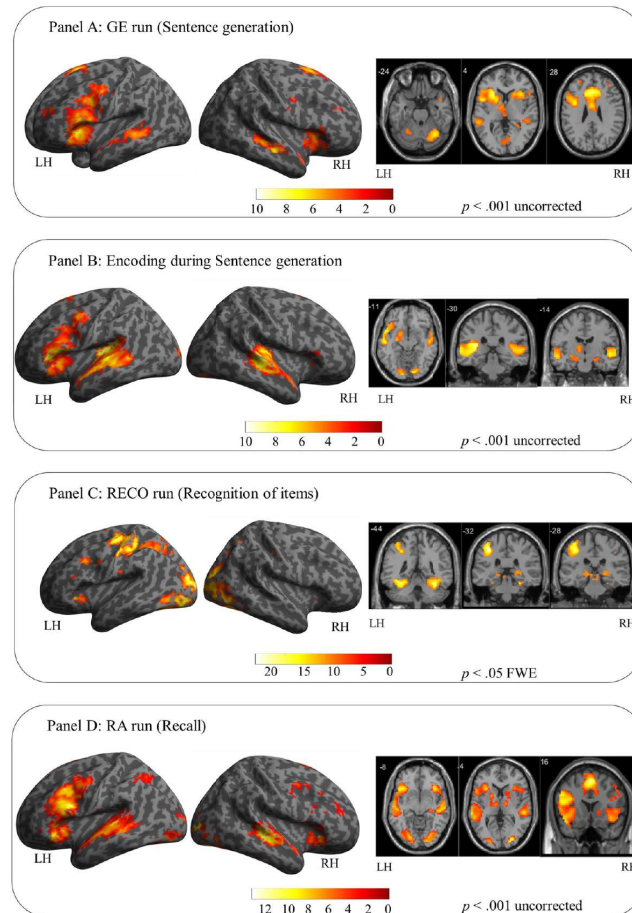 Panel A: GE run (Sentence generation)
-24 4 28
LH RH LH RH
10 8 6 4 2 0
p < .001 uncorrected
Panel B: Encoding during Sentence generation
-11 -30 -14
LH RH LH RH
10 8 6 4 2 0
p < .001 uncorrected
Panel C: RECO run (Recognition of items)
-44 -32 -28
LH RH LH RH
20 15 10 5 0
p < .05 FWE
Panel D: RA run (Recall)
-4 16
LH RH LH RH
12 10 8 6 4 2 0
p < .001 uncorrected